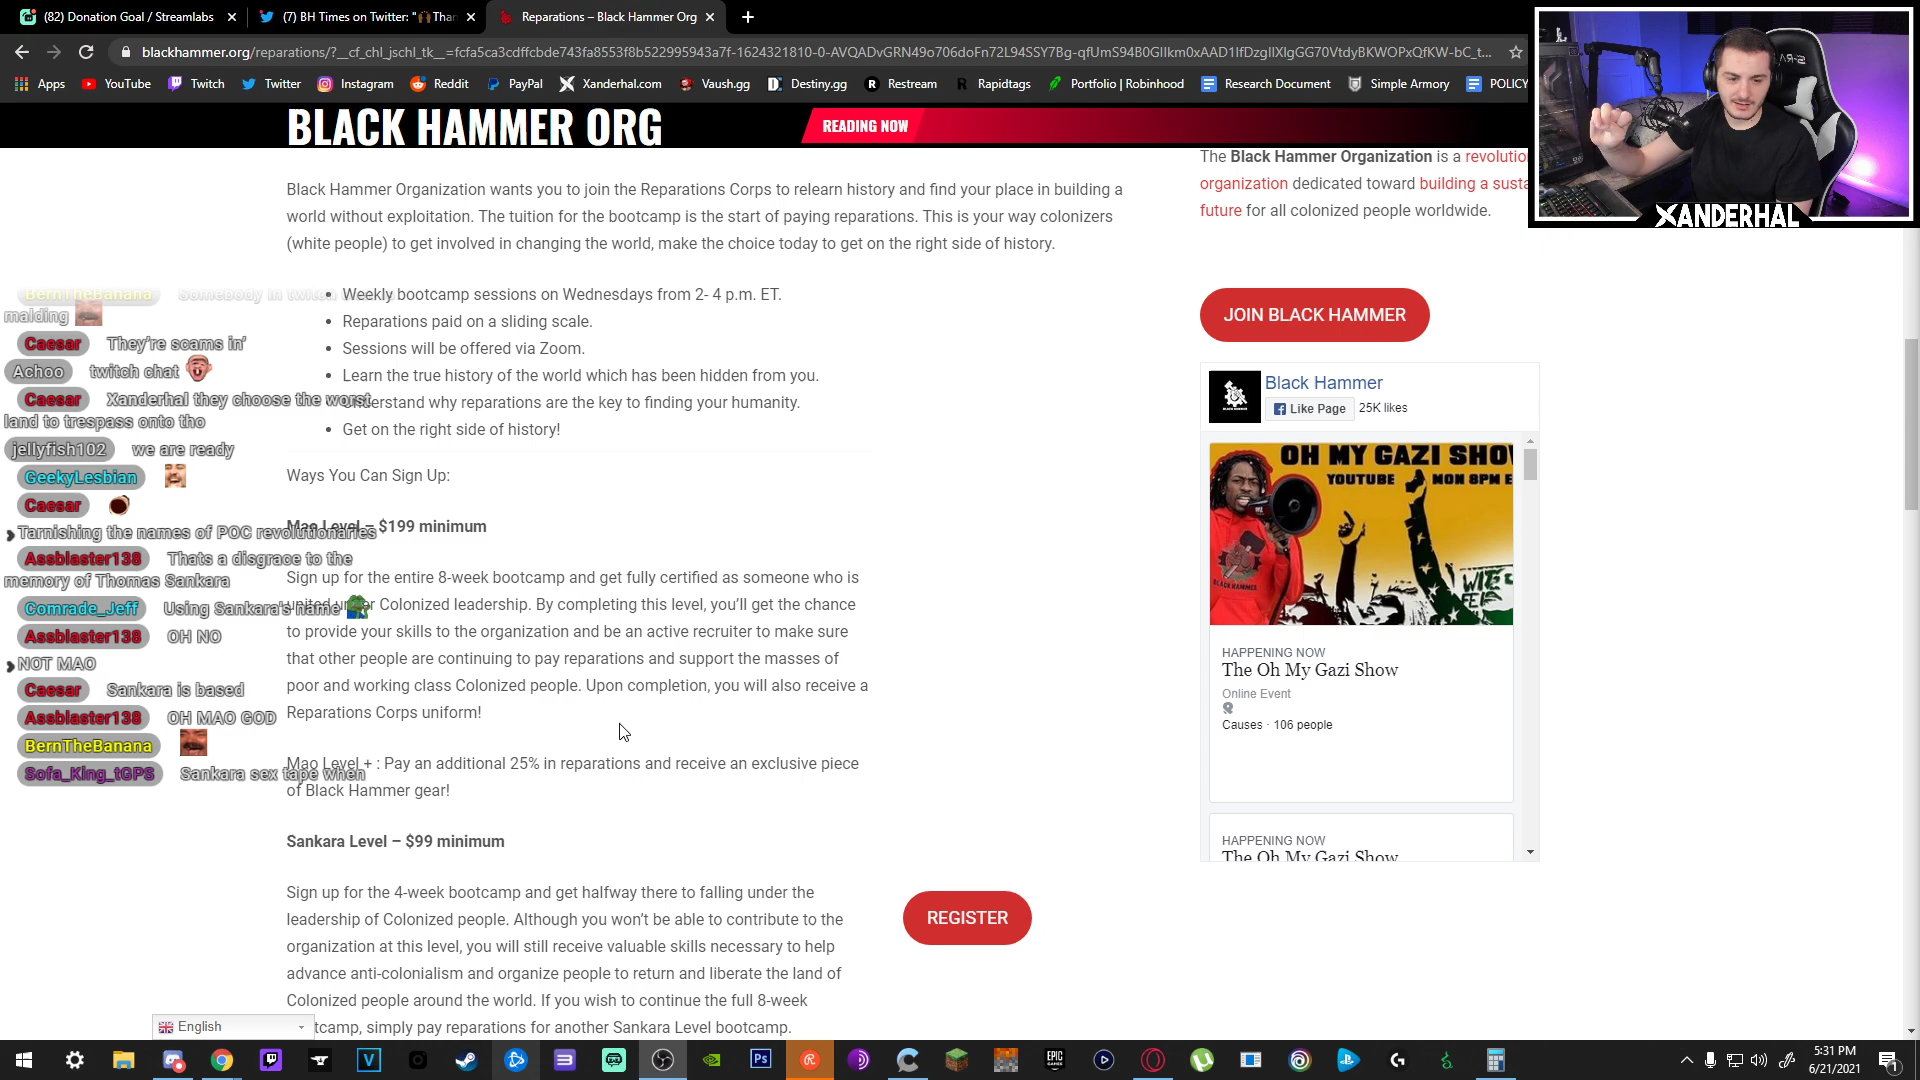 (82) Donation Goal / Streamlabs
(7) BH Times on Twitter: "
Reparations – Black Hammer Org
blackhammer.org/reparations/?__cf_chl_jschl_tk__=fcfa5ca3cdffcbde743fa8553f8b522995943a7f-1624321810-0-
Apps YouTube Twitch Twitter Instagram Reddit PayPal Xanderhal.com Vaush.gg Destiny.gg Restream Rapidtags Portfolio | Robinhood Research Document Simple Armory POLICY
XANDERHAL
BLACK HAMMER ORG
READING NOW
The Black Hammer Organization is a
organization dedicated toward building a
future for all colonized people worldwide.
JOIN BLACK HAMMER
Black Hammer Organization wants you to join the Reparations Corps to relearn history and find your place in building a
world without exploitation. The tuition for the bootcamp is the start of paying reparations. This is your way colonizers
(white people) to get involved in changing the world, make the choice today to get on the right side of history.
Weekly bootcamp sessions on Wednesdays from 2- 4 p.m. ET.
Reparations paid on a sliding scale.
Sessions will be offered via Zoom.
Learn the true history of the world which has been hidden from you.
Understand why reparations are the key to finding your humanity.
Get on the right side of history!
Ways You Can Sign Up:
Mao Level – $199 minimum
Sign up for the entire 8-week bootcamp and get fully certified as someone who is
united under Colonized leadership. By completing this level, you'll get the chance
to provide your skills to the organization and be an active recruiter to make sure
that other people are continuing to pay reparations and support the masses of
poor and working class Colonized people. Upon completion, you will also receive a
Reparations Corps uniform!
Mao Level + : Pay an additional 25% in reparations and receive an exclusive piece
of Black Hammer gear!
Sankara Level – $99 minimum
Sign up for the 4-week bootcamp and get halfway there to falling under the
leadership of Colonized people. Although you won't be able to contribute to the
organization at this level, you will still receive valuable skills necessary to help
advance anti-colonialism and organize people to return and liberate the land of
Colonized people around the world. If you wish to continue the full 8-week
simply pay reparations for another Sankara Level bootcamp.
REGISTER
BernTheBanana Somebody in twitch
malding
Caesar They're scams in'
Achoo twitch chat
Caesar Xanderhal they choose the worst
land to trespass onto tho
jellyfish102 we are ready
GeekyLesbian
Caesar
Tarnishing the names of POC revolutionaries
Assblaster138 Thats a disgrace to the
memory of Thomas Sankara
Comrade_Jeff Using Sankara's name
Assblaster138 OH NO
NOT MAO
Caesar Sankara is based
Assblaster138 OH MAO GOD
BernTheBanana
Sofa_King_tGPS Sankara sex tape when
Black Hammer
Like Page 25K likes
OH MY GAZI SHO
YOUTUBE MON 8PM E
BLACK HAMMER
HAPPENING NOW
The Oh My Gazi Show
Online Event
Causes · 106 people
HAPPENING NOW
The Oh My Gazi Show
English
5:31 PM
6/21/2021